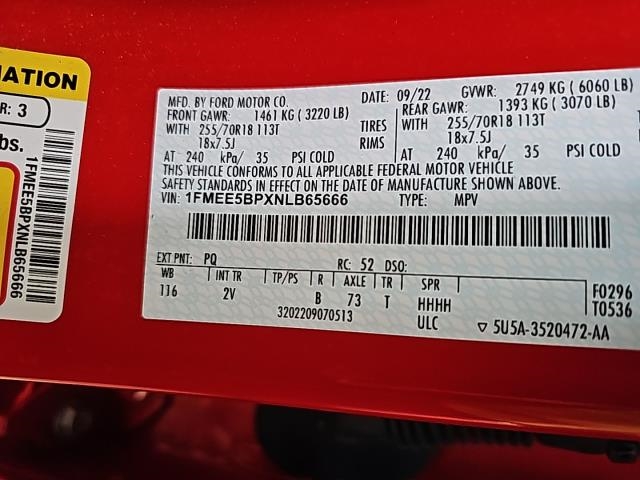 MATION
R: 3
bs.
1FMEE5BPXNLB65666
MFD. BY FORD MOTOR CO.
DATE: 09/22
GVWR: 2749 KG ( 6060 LB)
FRONT GAWR: 1461 KG ( 3220 LB)
REAR GAWR: 1393 KG ( 3070 LB)
WITH 255/70R18 113T TIRES
WITH 255/70R18 113T
18x7.5J RIMS
18x7.5J
AT 240 kPa/ 35 PSI COLD
AT 240 kPa/ 35 PSI COLD
THIS VEHICLE CONFORMS TO ALL APPLICABLE FEDERAL MOTOR VEHICLE
SAFETY STANDARDS IN EFFECT ON THE DATE OF MANUFACTURE SHOWN ABOVE.
VIN: 1FMEE5BPXNLB65666 TYPE: MPV
EXT PNT: PQ RC: 52 DSO:
WB INT TR TP/PS R AXLE TR SPR
116 2V B 73 T HHHH
F0296
T0536
3202209070513 ULC ▽ 5U5A-3520472-AA